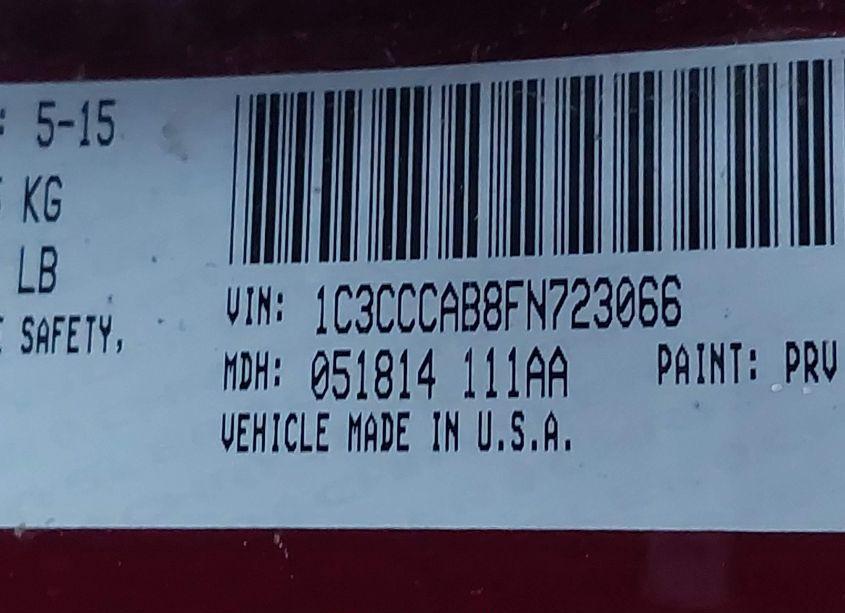 : 5-15
KG
LB
SAFETY,
VIN: 1C3CCCAB8FN723066
MDH: 051814 111AA PAINT: PRV
VEHICLE MADE IN U.S.A.